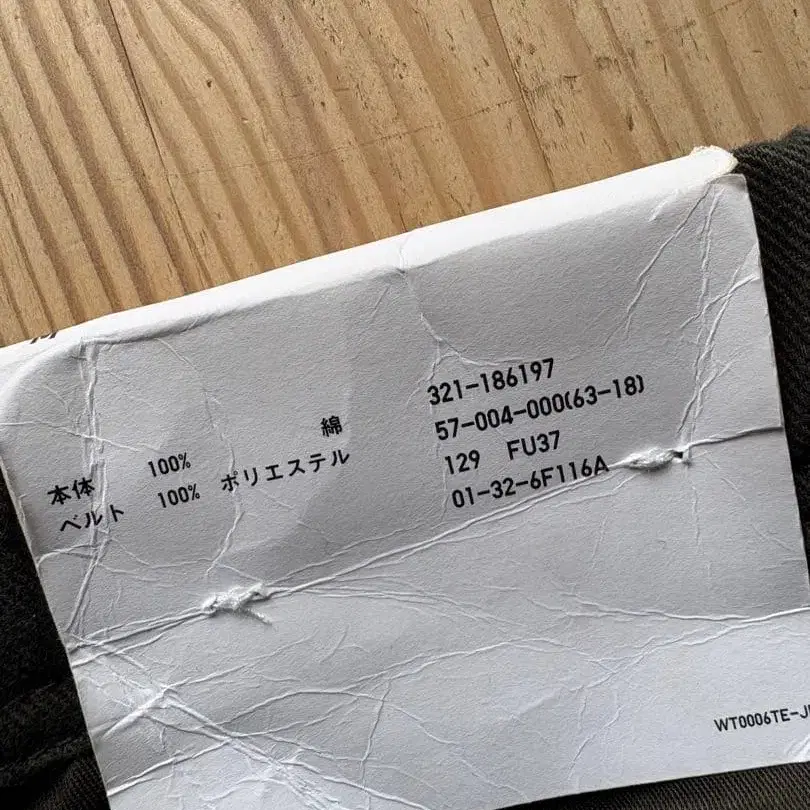 本体 100% 綿
ベルト 100% ポリエステル
321-186197
57-004-000(63-18)
129 FU37
01-32-6F116A